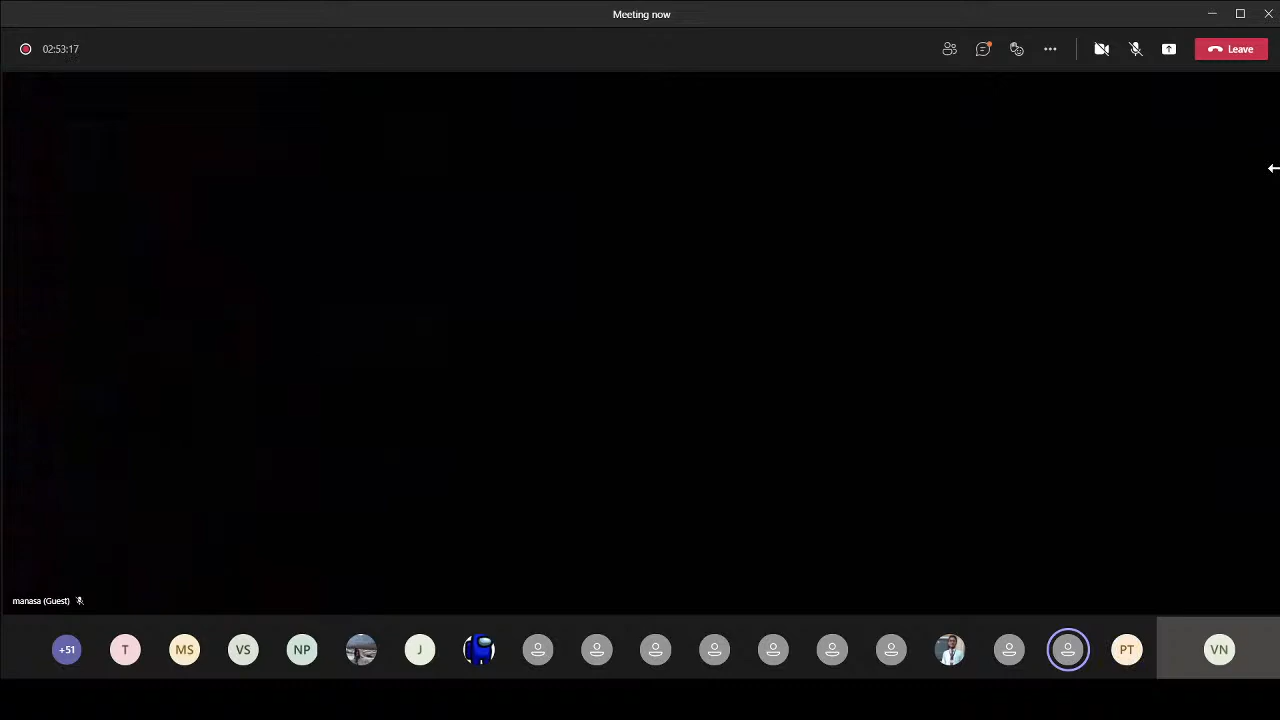 Meeting now
02:53:17
Leave
manasa (Guest)
+51
T
MS
VS
NP
J
PT
VN